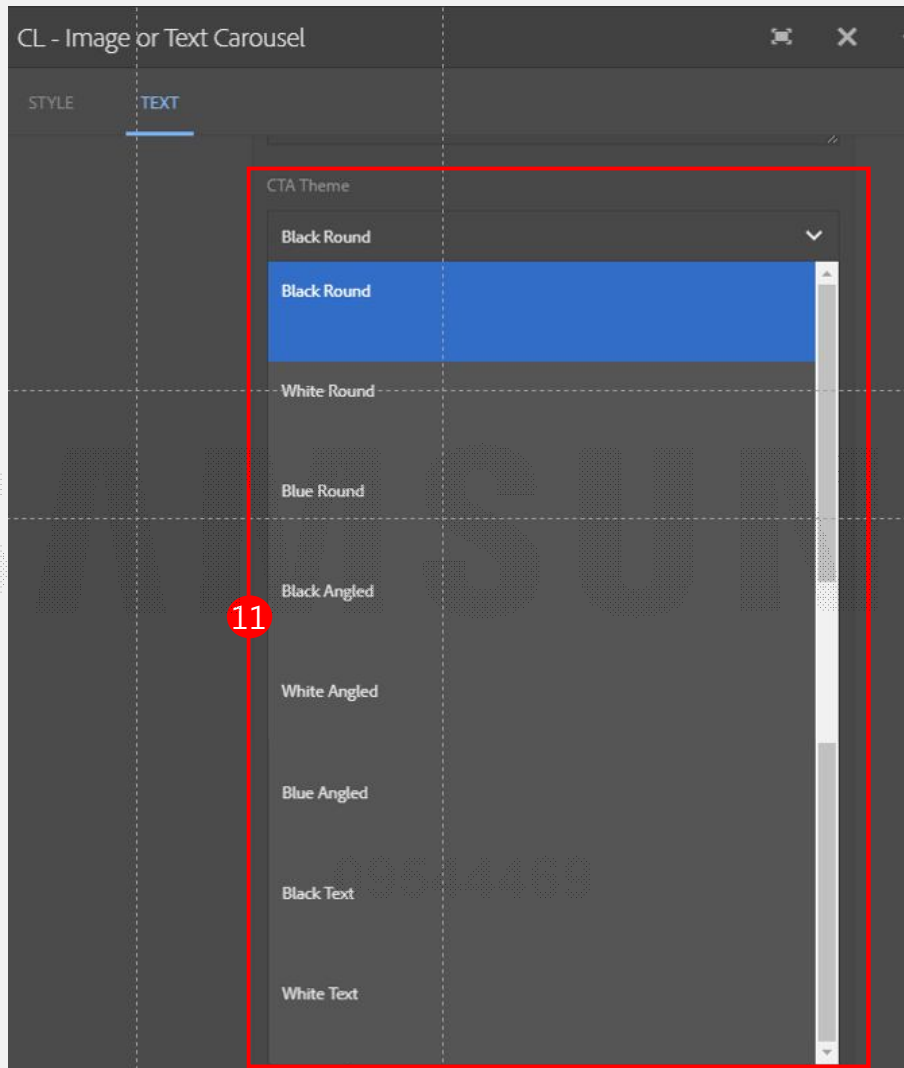 CL - Image or Text Carousel
STYLE TEXT
CTA Theme
Black Round
Black Round
White Round
Blue Round
Black Angled
11
White Angled
Blue Angled
Black Text
White Text